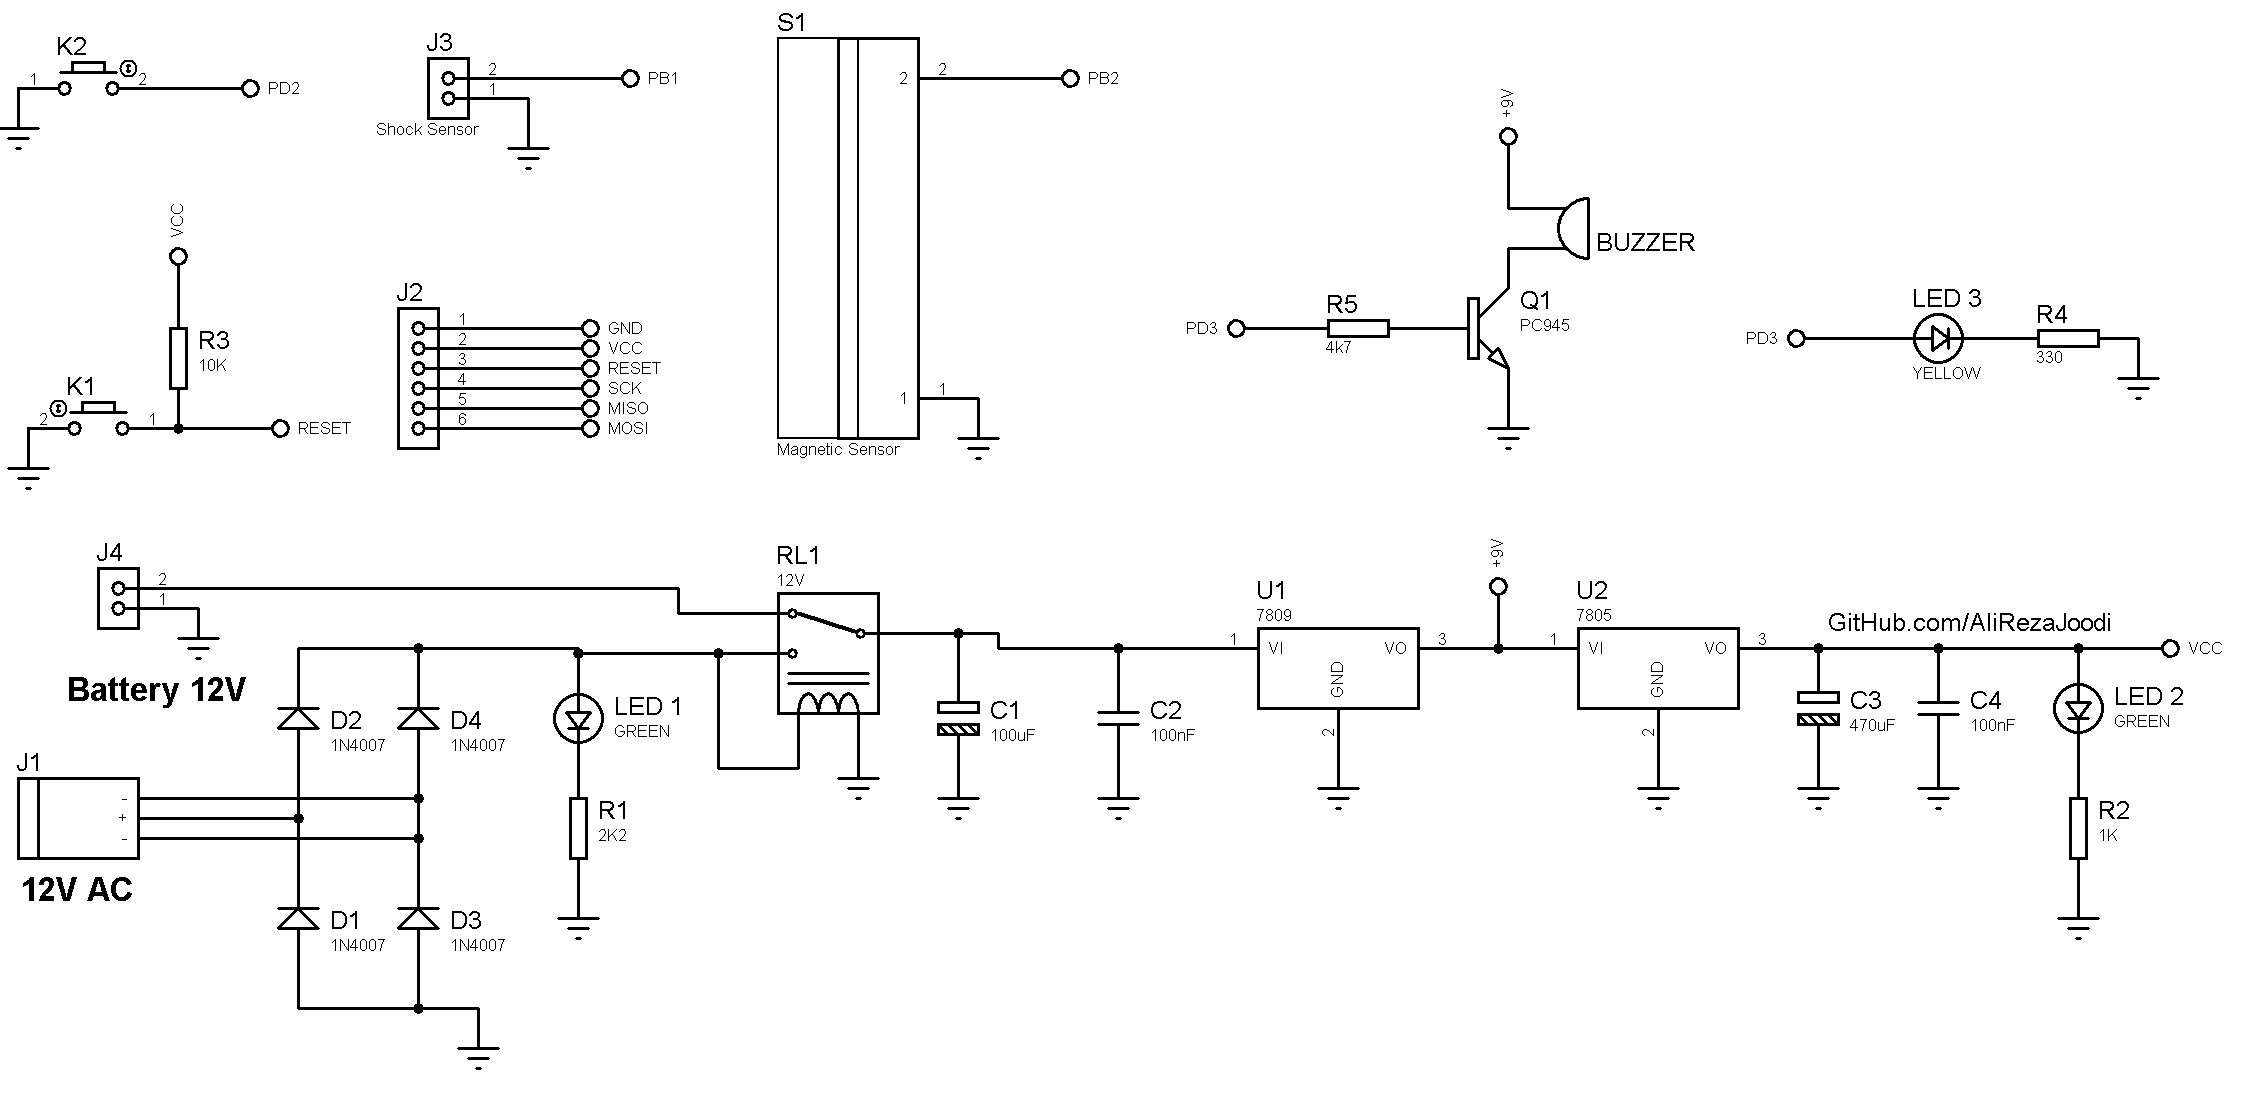 K2
1
2
PD2
J3
2
1
PB1
Shock Sensor
S1
2
2
PB2
1
1
Magnetic Sensor
+9V
BUZZER
Q1
PC945
R5
4k7
PD3
PD3
LED 3
YELLOW
R4
330
VCC
R3
10K
K1
2
1
RESET
J2
1
GND
2
VCC
3
RESET
4
SCK
5
MISO
6
MOSI
J4
2
1
Battery 12V
J1
-
+
-
12V AC
D2
1N4007
D4
1N4007
D1
1N4007
D3
1N4007
LED 1
GREEN
R1
2K2
RL1
12V
C1
100uF
C2
100nF
U1
7809
1
VI
VO
3
GND
2
+9V
U2
7805
1
VI
VO
3
GND
2
GitHub.com/AliRezaJoodi
VCC
C3
470uF
C4
100nF
LED 2
GREEN
R2
1K